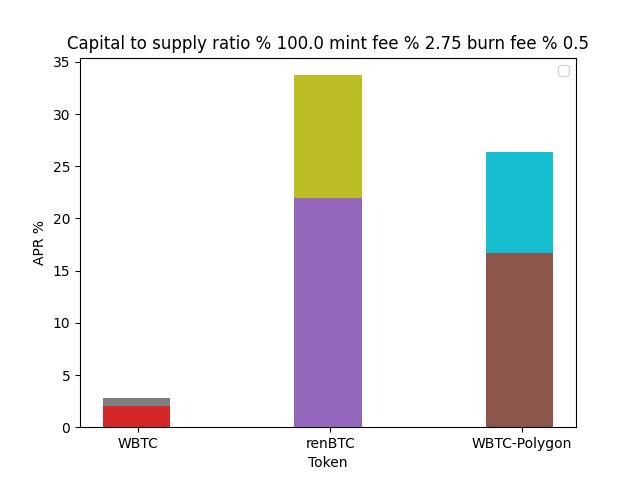 Capital to supply ratio % 100.0 mint fee % 2.75 burn fee % 0.5
35
30
25
20
15
10
5
0
APR %
WBTC
renBTC
WBTC-Polygon
Token